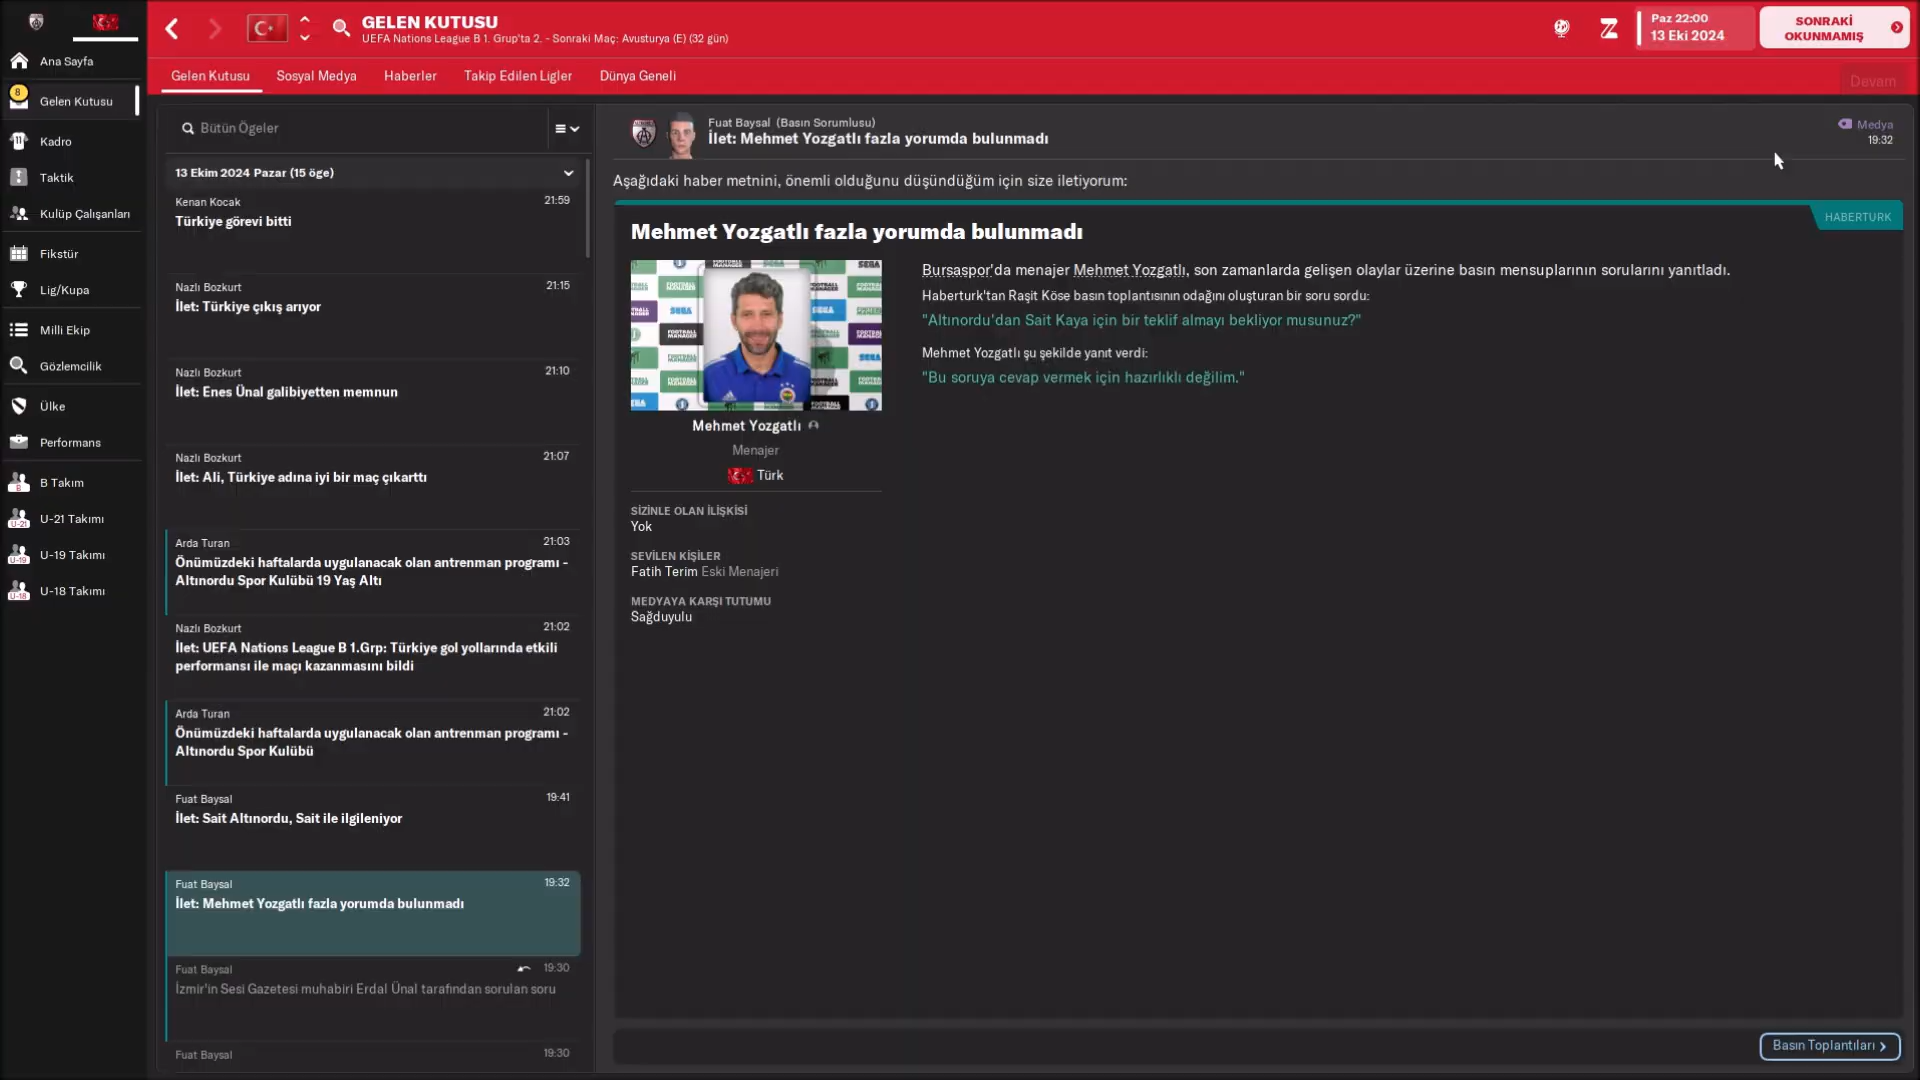 GELEN KUTUSU
UEFA Nations League B 1. Grup'ta 2. - Sonraki Maç: Avusturya (E) (32 gün)
Paz 22:00
13 Eki 2024
SONRAKİ
OKUNMAMIŞ
Gelen Kutusu
Sosyal Medya
Haberler
Takip Edilen Ligler
Dünya Geneli
Devam
Ana Sayfa
8
Gelen Kutusu
Kadro
Taktik
Kulüp Çalışanları
Fikstür
Lig/Kupa
Milli Ekip
Gözlemcilik
Ülke
Performans
B Takım
U-21 Takımı
U-19 Takımı
U-18 Takımı
Bütün Ögeler
13 Ekim 2024 Pazar (15 öge)
Kenan Kocak 21:59
Türkiye görevi bitti
Nazlı Bozkurt 21:15
İlet: Türkiye çıkış arıyor
Nazlı Bozkurt 21:10
İlet: Enes Ünal galibiyetten memnun
Nazlı Bozkurt 21:07
İlet: Ali, Türkiye adına iyi bir maç çıkarttı
Arda Turan 21:03
Önümüzdeki haftalarda uygulanacak olan antrenman programı -
Altınordu Spor Kulübü 19 Yaş Altı
Nazlı Bozkurt 21:02
İlet: UEFA Nations League B 1.Grp: Türkiye gol yollarında etkili
performansı ile maçı kazanmasını bildi
Arda Turan 21:02
Önümüzdeki haftalarda uygulanacak olan antrenman programı -
Altınordu Spor Kulübü
Fuat Baysal 19:41
İlet: Sait Altınordu, Sait ile ilgileniyor
Fuat Baysal 19:32
İlet: Mehmet Yozgatlı fazla yorumda bulunmadı
Fuat Baysal 19:30
İzmir'in Sesi Gazetesi muhabiri Erdal Ünal tarafından sorulan soru
Fuat Baysal 19:30
Fuat Baysal (Basın Sorumlusu)
İlet: Mehmet Yozgatlı fazla yorumda bulunmadı
Medya
19:32
Aşağıdaki haber metnini, önemli olduğunu düşündüğüm için size iletiyorum:
HABERTURK
Mehmet Yozgatlı fazla yorumda bulunmadı
Bursaspor'da menajer Mehmet Yozgatlı, son zamanlarda gelişen olaylar üzerine basın mensuplarının sorularını yanıtladı.
Haberturk'tan Raşit Köse basın toplantısının odağını oluşturan bir soru sordu:
"Altınordu'dan Sait Kaya için bir teklif almayı bekliyor musunuz?"
Mehmet Yozgatlı şu şekilde yanıt verdi:
"Bu soruya cevap vermek için hazırlıklı değilim."
Mehmet Yozgatlı
Menajer
Türk
SİZİNLE OLAN İLİŞKİSİ
Yok
SEVİLEN KİŞİLER
Fatih Terim Eski Menajeri
MEDYAYA KARŞI TUTUMU
Sağduyulu
Basın Toplantıları